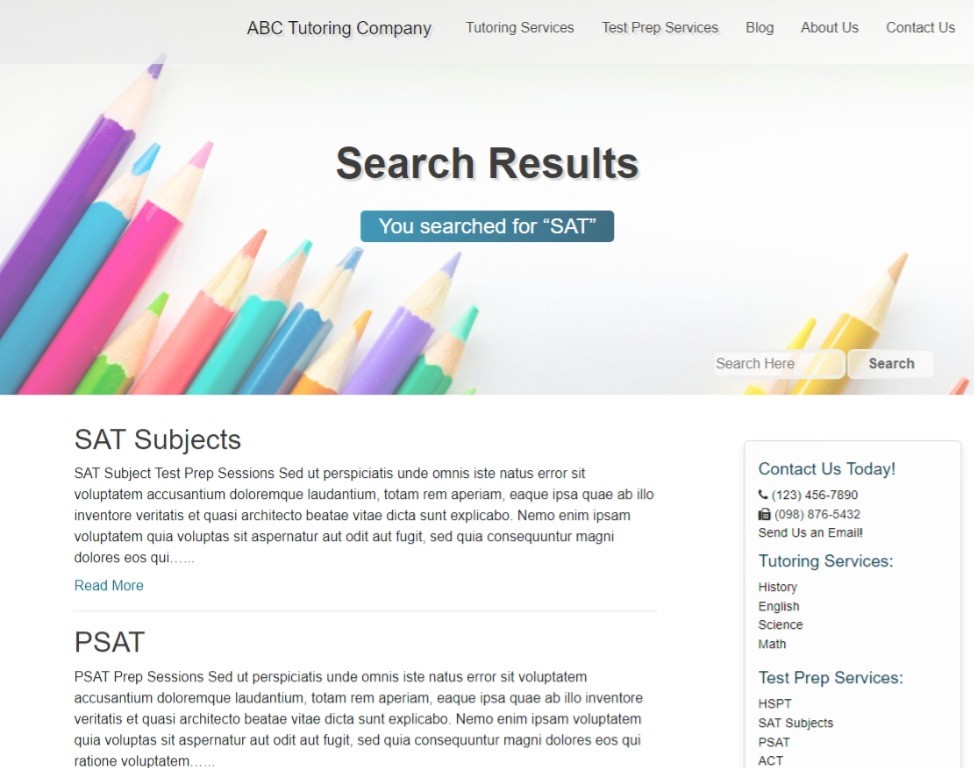 ABC Tutoring Company Tutoring Services Test Prep Services Blog About Us Contact Us
Search Results
You searched for “SAT”
Search Here Search
SAT Subjects
SAT Subject Test Prep Sessions Sed ut perspiciatis unde omnis iste natus error sit
voluptatem accusantium doloremque laudantium, totam rem aperiam, eaque ipsa quae ab illo
inventore veritatis et quasi architecto beatae vitae dicta sunt explicabo. Nemo enim ipsam
voluptatem quia voluptas sit aspernatur aut odit aut fugit, sed quia consequuntur magni
dolores eos qui……
Read More
PSAT
PSAT Prep Sessions Sed ut perspiciatis unde omnis iste natus error sit voluptatem
accusantium doloremque laudantium, totam rem aperiam, eaque ipsa quae ab illo inventore
veritatis et quasi architecto beatae vitae dicta sunt explicabo. Nemo enim ipsam voluptatem
quia voluptas sit aspernatur aut odit aut fugit, sed quia consequuntur magni dolores eos qui
ratione voluptatem……
Contact Us Today!
(123) 456-7890
(098) 876-5432
Send Us an Email!
Tutoring Services:
History
English
Science
Math
Test Prep Services:
HSPT
SAT Subjects
PSAT
ACT